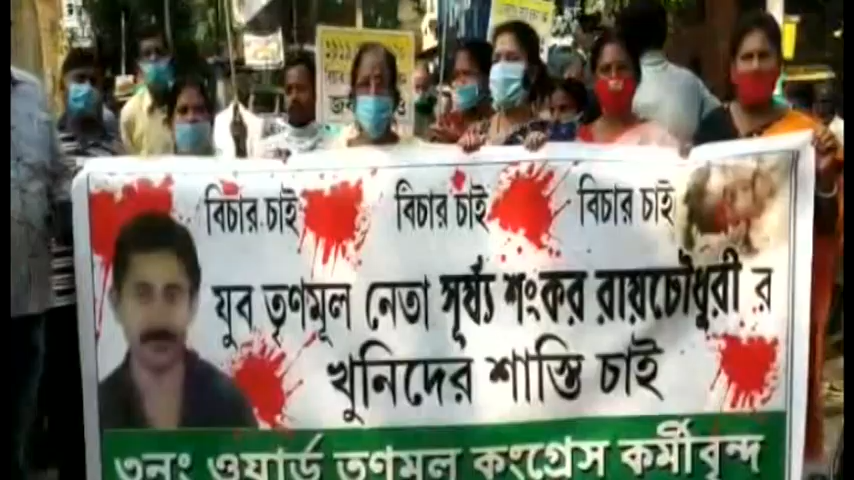 বিচার চাই বিচার চাই বিচার চাই
যুব তৃণমূল নেতা সূর্য্য শংকর রায়চৌধুরী র
খুনিদের শাস্তি চাই
৩নং ওয়ার্ড তৃণমূল কংগ্রেস কর্মীবৃন্দ